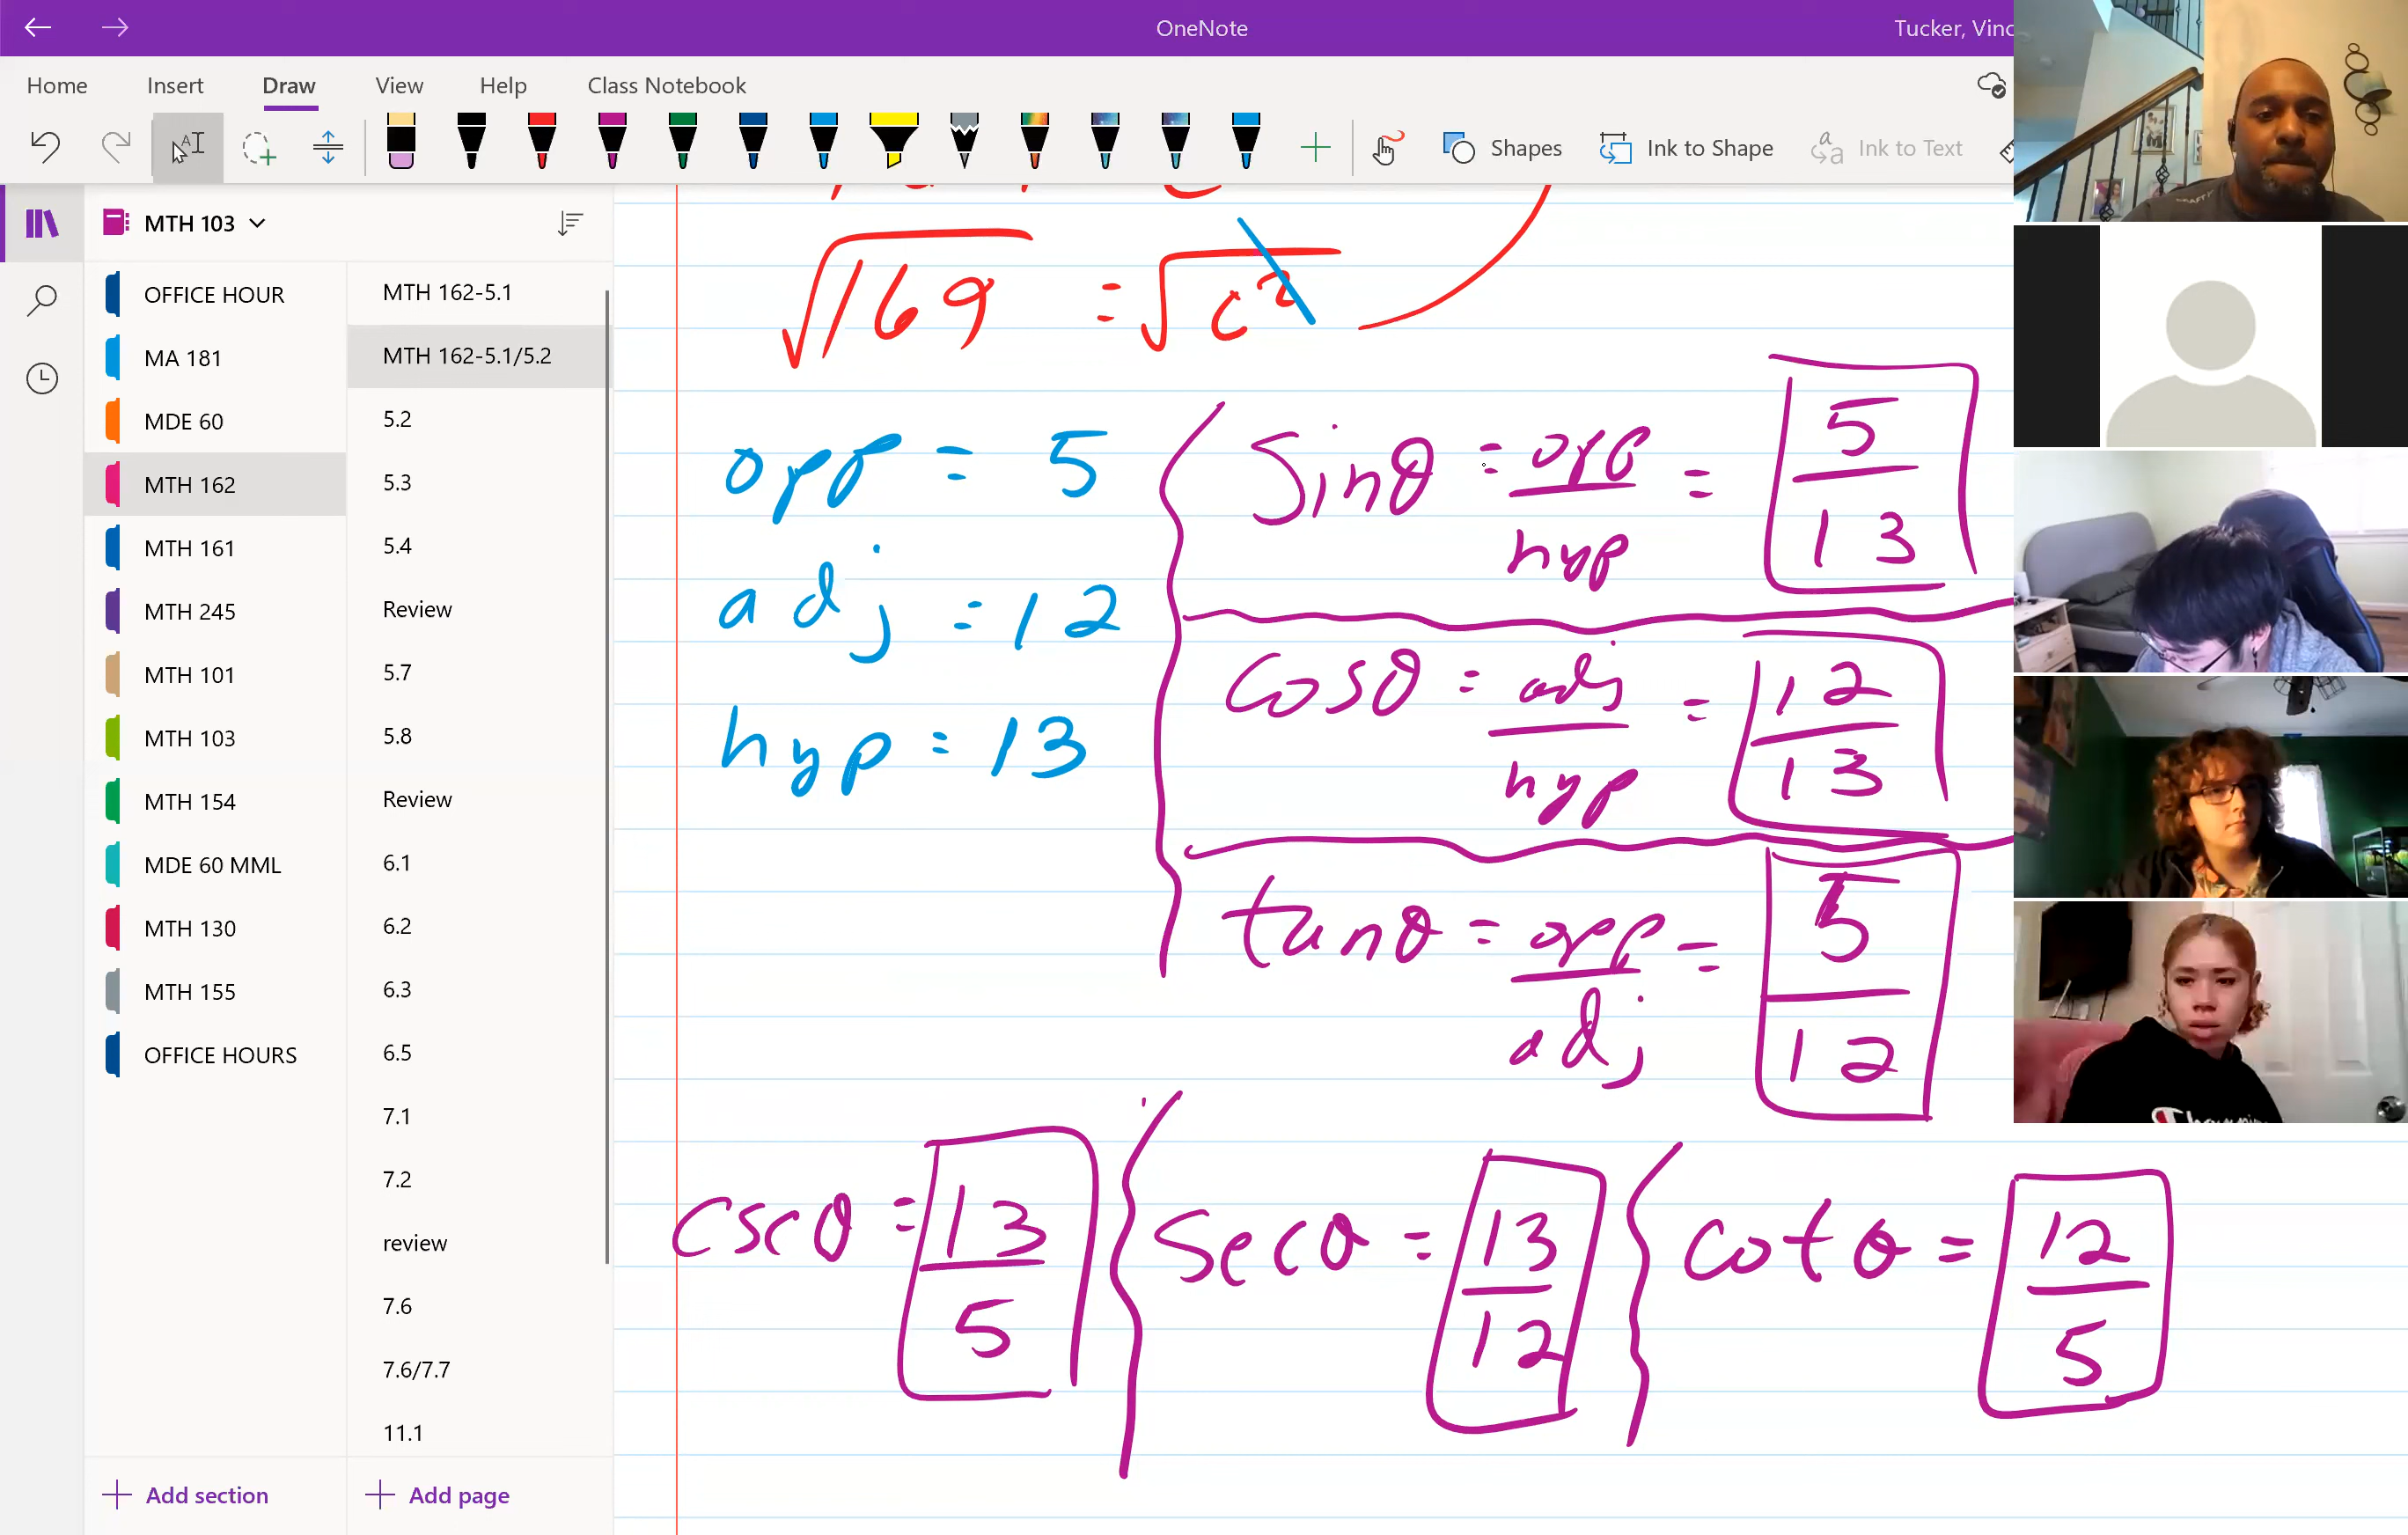 OneNote
Tucker, Vinc
Home Insert Draw View Help Class Notebook
Shapes Ink to Shape Ink to Text
MTH 103
OFFICE HOUR
MA 181
MDE 60
MTH 162
MTH 161
MTH 245
MTH 101
MTH 103
MTH 154
MDE 60 MML
MTH 130
MTH 155
OFFICE HOURS
Add section
MTH 162-5.1
MTH 162-5.1/5.2
5.2
5.3
5.4
Review
5.7
5.8
Review
6.1
6.2
6.3
6.5
7.1
7.2
review
7.6
7.6/7.7
11.1
Add page
√169 = √c²
opp = 5
adj = 12
hyp = 13
Sinθ = opp/hyp = 5/13
cosθ = adj/hyp = 12/13
tanθ = opp/adj = 5/12
cscθ = 13/5 Secθ = 13/12 cotθ = 12/5